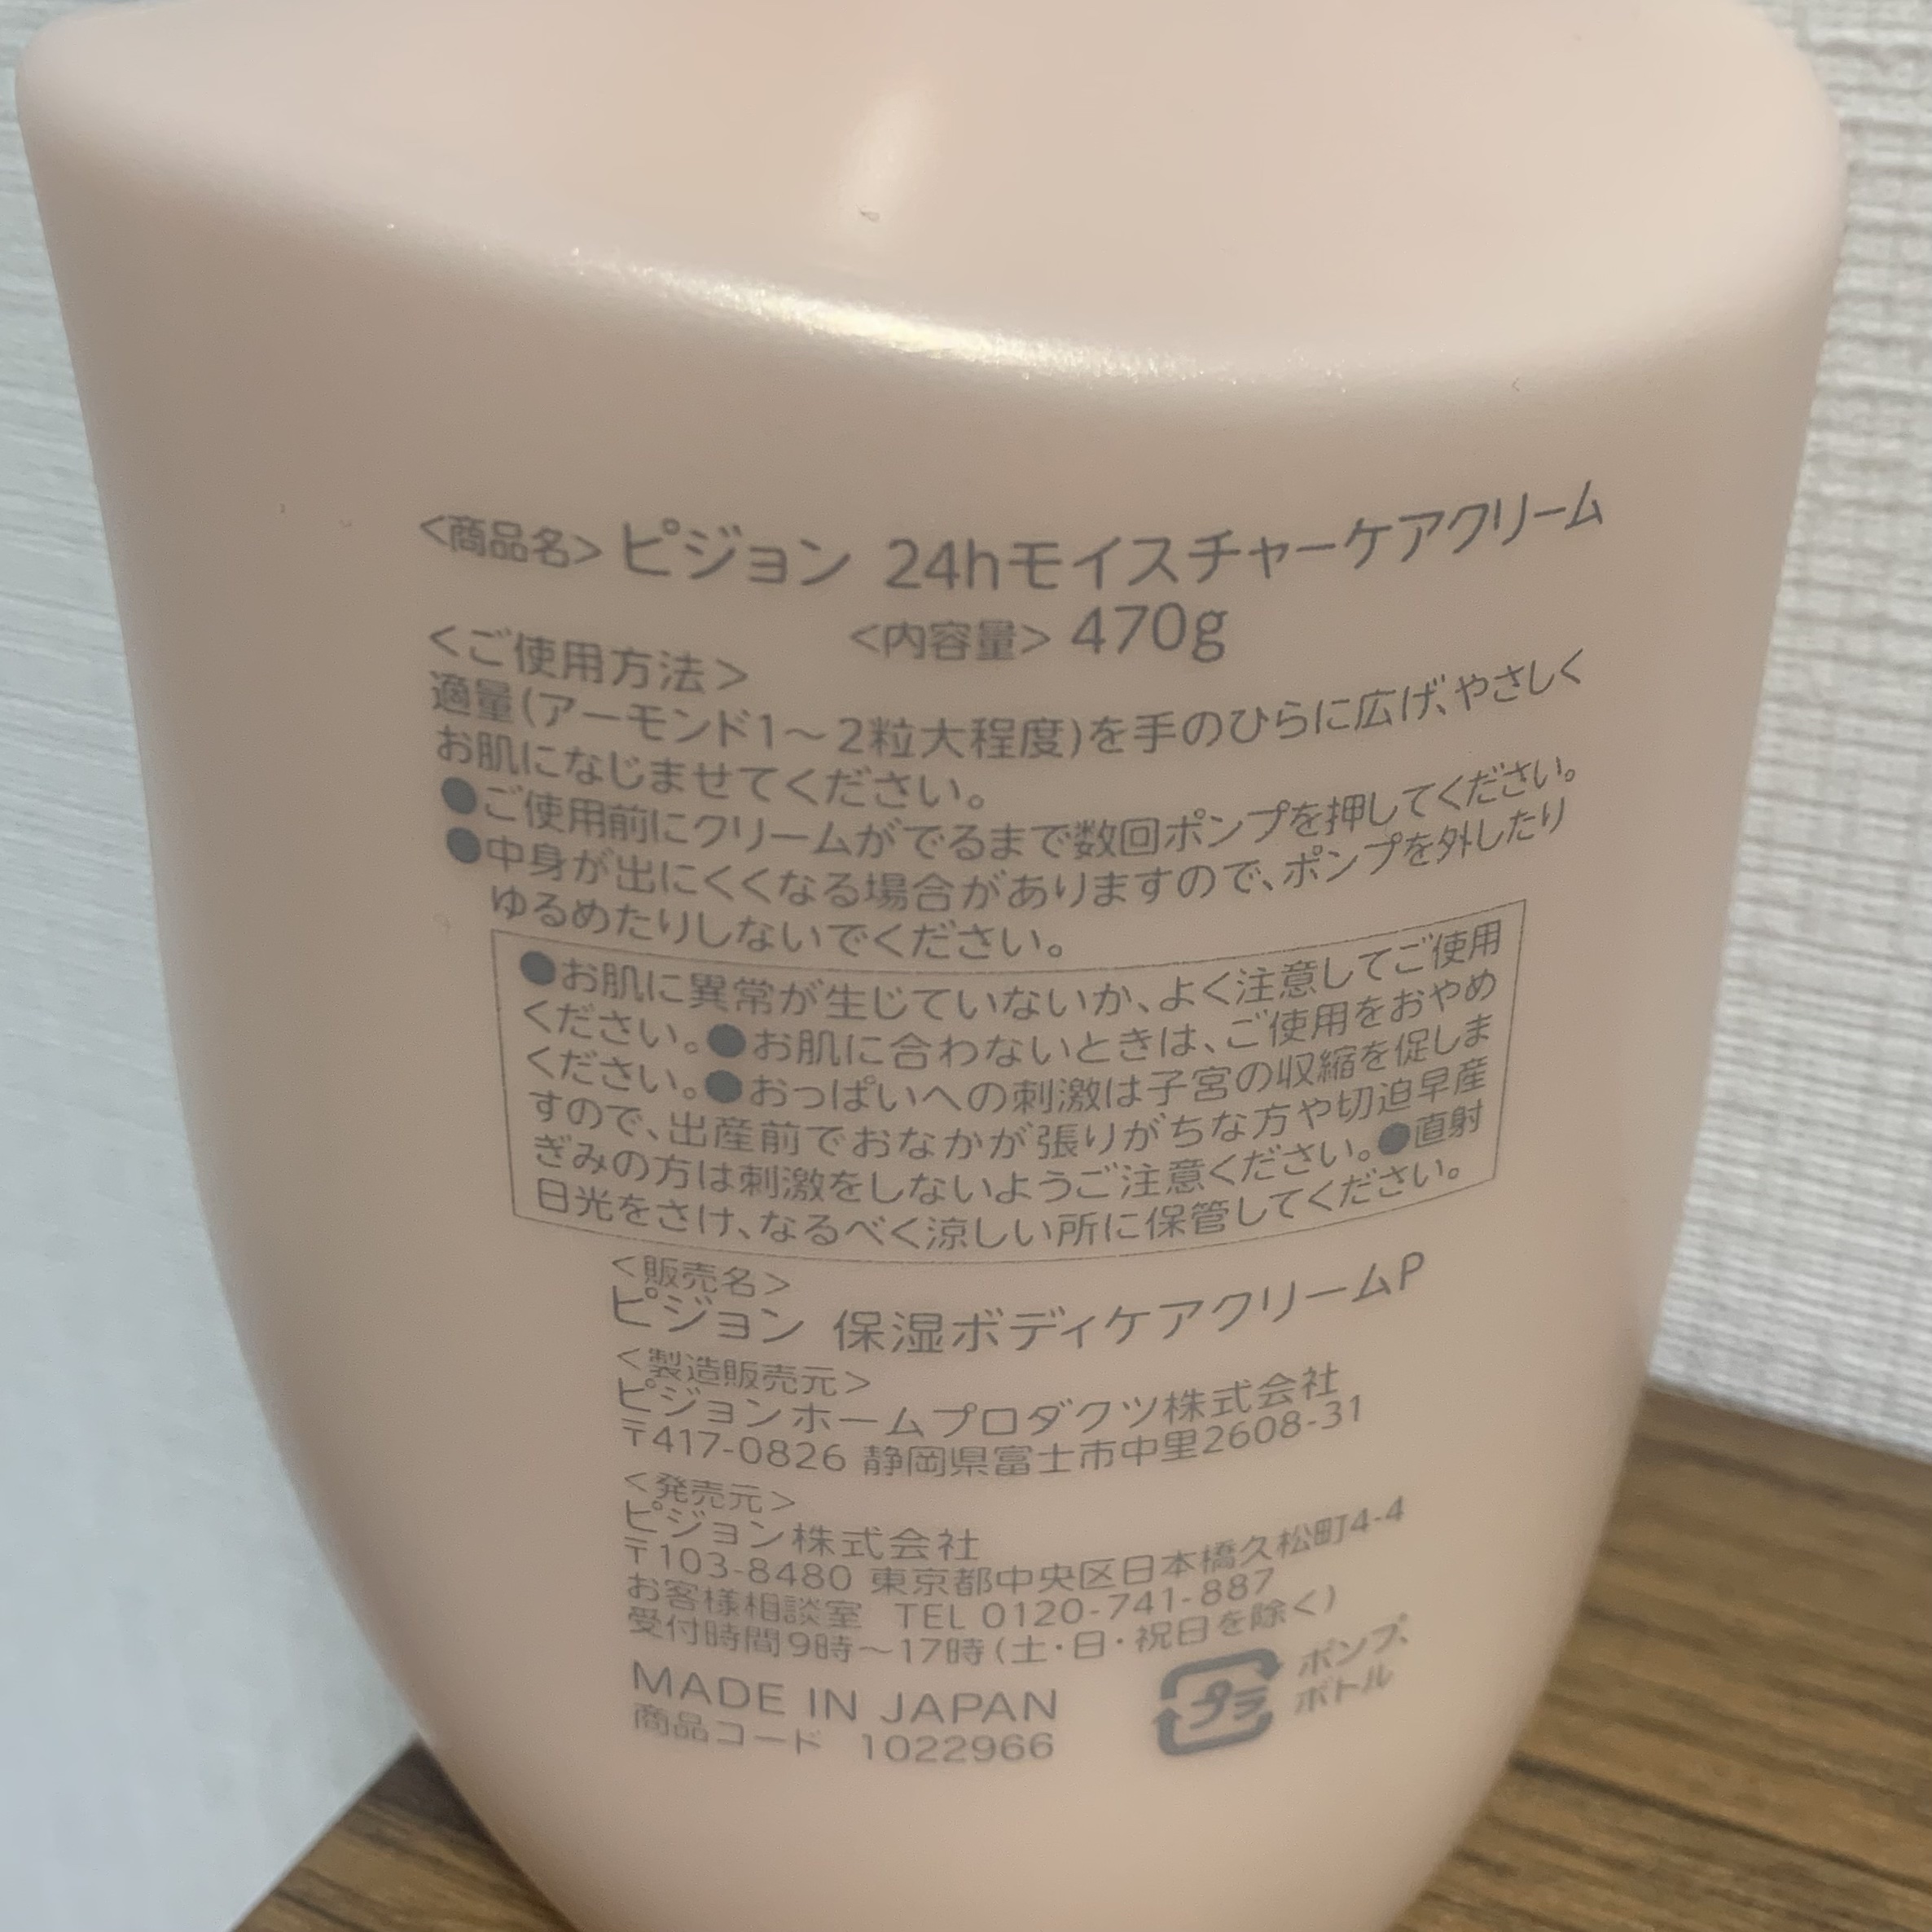 <商品名>ピジョン 24hモイスチャーケアクリーム
<内容量>470g
<ご使用方法>
適量(アーモンド1～2粒大程度)を手のひらに広げ、やさしく
お肌になじませてください。
●ご使用前にクリームがでるまで数回ポンプを押してください。
●中身が出にくくなる場合がありますので、ポンプを外したり
ゆるめたりしないでください。
●お肌に異常が生じていないか、よく注意してご使用
ください。●お肌に合わないときは、ご使用をおやめ
ください。●おっぱいへの刺激は子宮の収縮を促しま
すので、出産前でおなかが張りがちな方や切迫早産
ぎみの方は刺激をしないようご注意ください。●直射
日光をさけ、なるべく涼しい所に保管してください。
<販売名>
ピジョン 保湿ボディケアクリームP
<製造販売元>
ピジョンホームプロダクツ株式会社
〒417-0826 静岡県富士市中里2608-31
<発売元>
ピジョン株式会社
〒103-8480 東京都中央区日本橋久松町4-4
お客様相談室 TEL 0120-741-887
受付時間9時～17時(土・日・祝日を除く)
MADE IN JAPAN
商品コード 1022966
プラ
ポンプ、
ボトル